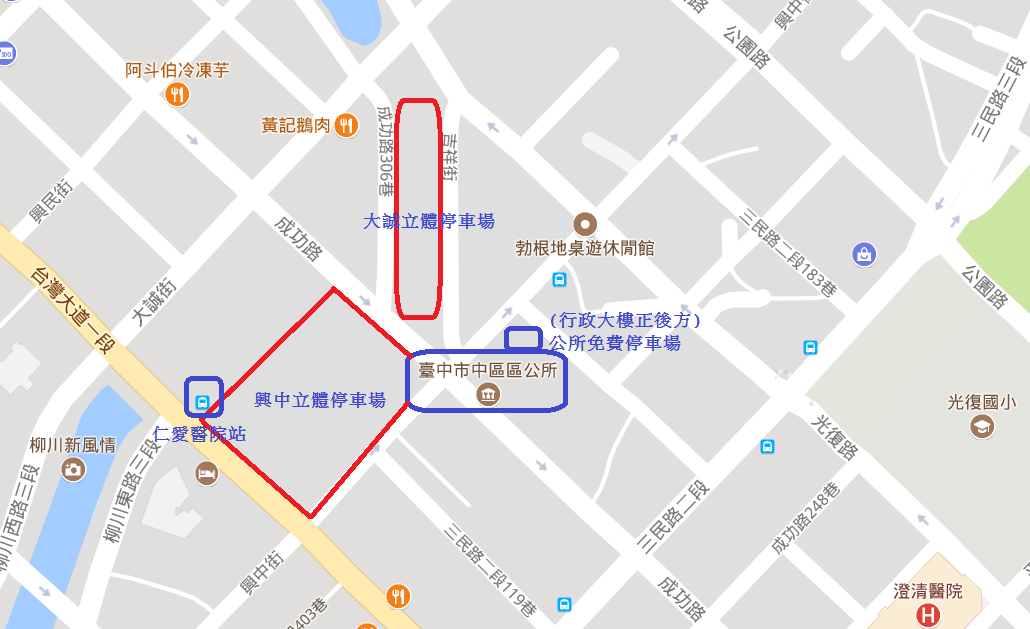 公園路
興中
三民路三段
阿斗伯冷凍芋
黃記鵝肉
成功路306巷
吉祥街
興民街
大誠立體停車場
成功路
勃根地桌遊休閒館
三民路二段183巷
公園路
台灣大道一段
大誠街
(行政大樓正後方)
公所免費停車場
臺中市中區區公所
興中立體停車場
仁愛醫院站
光復國小
光復路
柳川新風情
柳川東路三段
柳川西路三段
三民路二段
成功路248巷
三民路二段119巷
興中街
成功路
澄清醫院
H
403巷
100